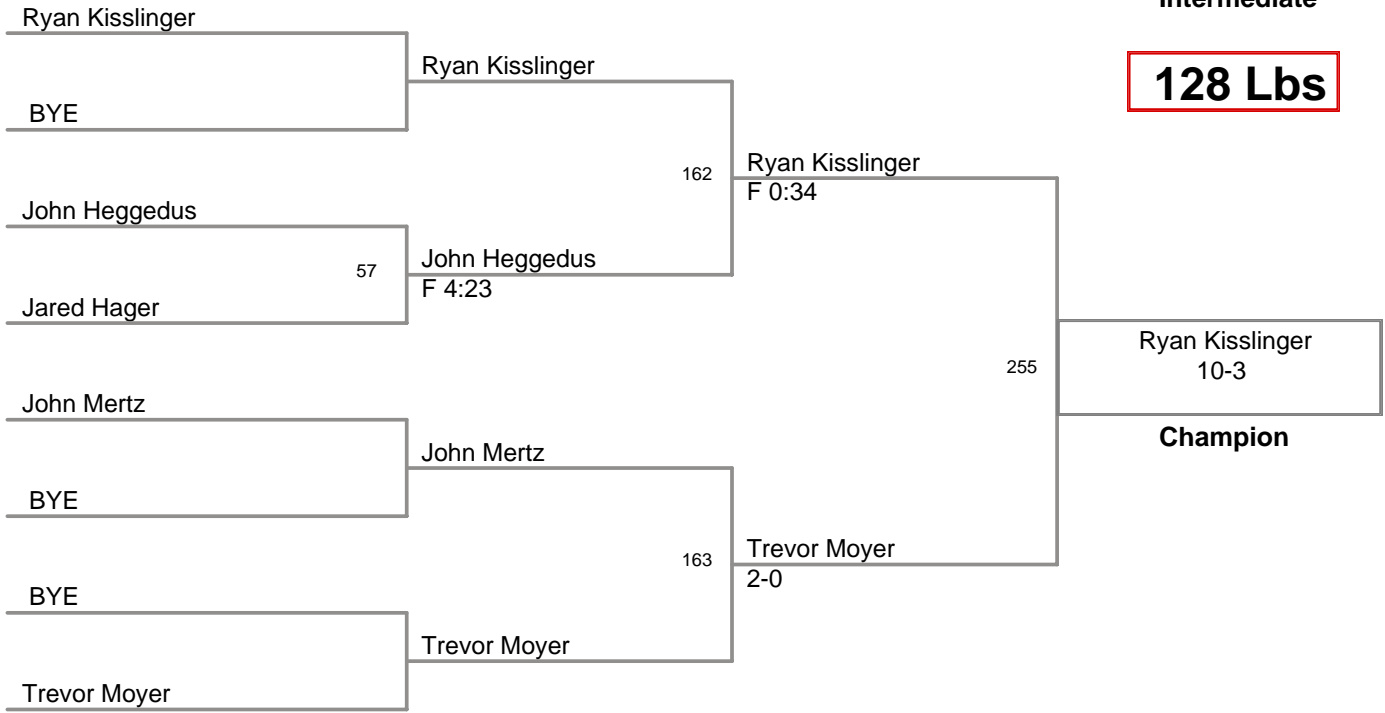 Intermediate
128 Lbs
Ryan Kisslinger
BYE
John Heggedus
Jared Hager
John Mertz
BYE
BYE
Trevor Moyer
57
Ryan Kisslinger
John Heggedus
F 4:23
John Mertz
Trevor Moyer
162
163
Ryan Kisslinger
F 0:34
Trevor Moyer
2-0
255
Ryan Kisslinger
10-3
Champion